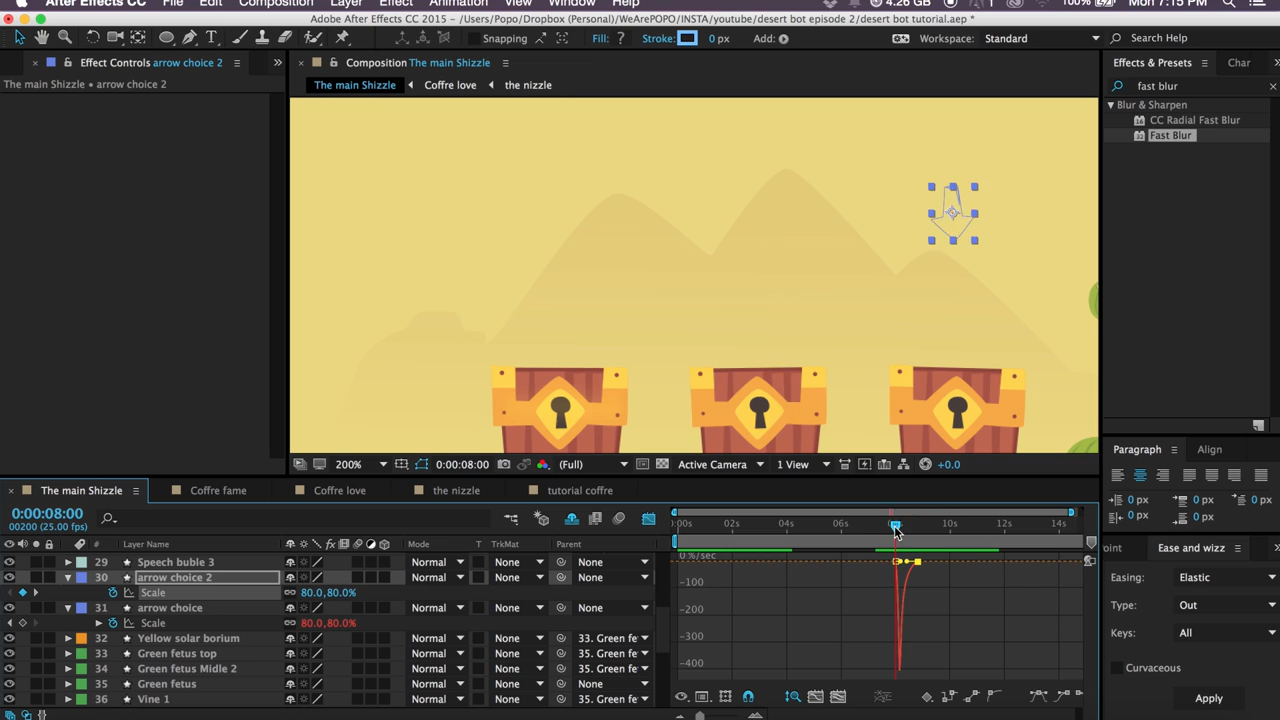 After Effects CC File Edit Composition Layer Effect Animation View Window Help 4.26 GB 1 100% Mon 7:15 PM
Adobe After Effects CC 2015 - /Users/Popo/Dropbox (Personal)/WeArePOPO/INSTA/youtube/desert bot episode 2/desert bot tutorial.aep *
Snapping Fill: ? Stroke: 0 px Add: Workspace: Standard Search Help
Effect Controls arrow choice 2
Composition The main Shizzle
Effects & Presets Char
The main Shizzle • arrow choice 2
The main Shizzle Coffre love the nizzle
fast blur
Blur & Sharpen
CC Radial Fast Blur
Fast Blur
200% 0:00:08:00 (Full) Active Camera 1 View +0.0
Paragraph Align
0 px 0 px 0 px
0 px 0 px
The main Shizzle Coffre fame Coffre love the nizzle tutorial coffre
0:00:08:00
00200 (25.00 fps)
:00s 02s 04s 06s 10s 12s 14s
# Layer Name Mode T TrkMat Parent
29 Speech buble 3 Normal None None
30 arrow choice 2 Normal None None
Scale 80.0,80.0%
31 arrow choice Normal None None
Scale 80.0,80.0%
32 Yellow solar borium Normal None 33. Green fe
33 Green fetus top Normal None 35. Green fe
34 Green fetus Midle 2 Normal None 35. Green fe
35 Green fetus Normal None None
36 Vine 1 Normal None 35. Green fe
0 %/sec
-100
-200
-300
-400
oint Ease and wizz
Easing: Elastic
Type: Out
Keys: All
Curvaceous
Apply